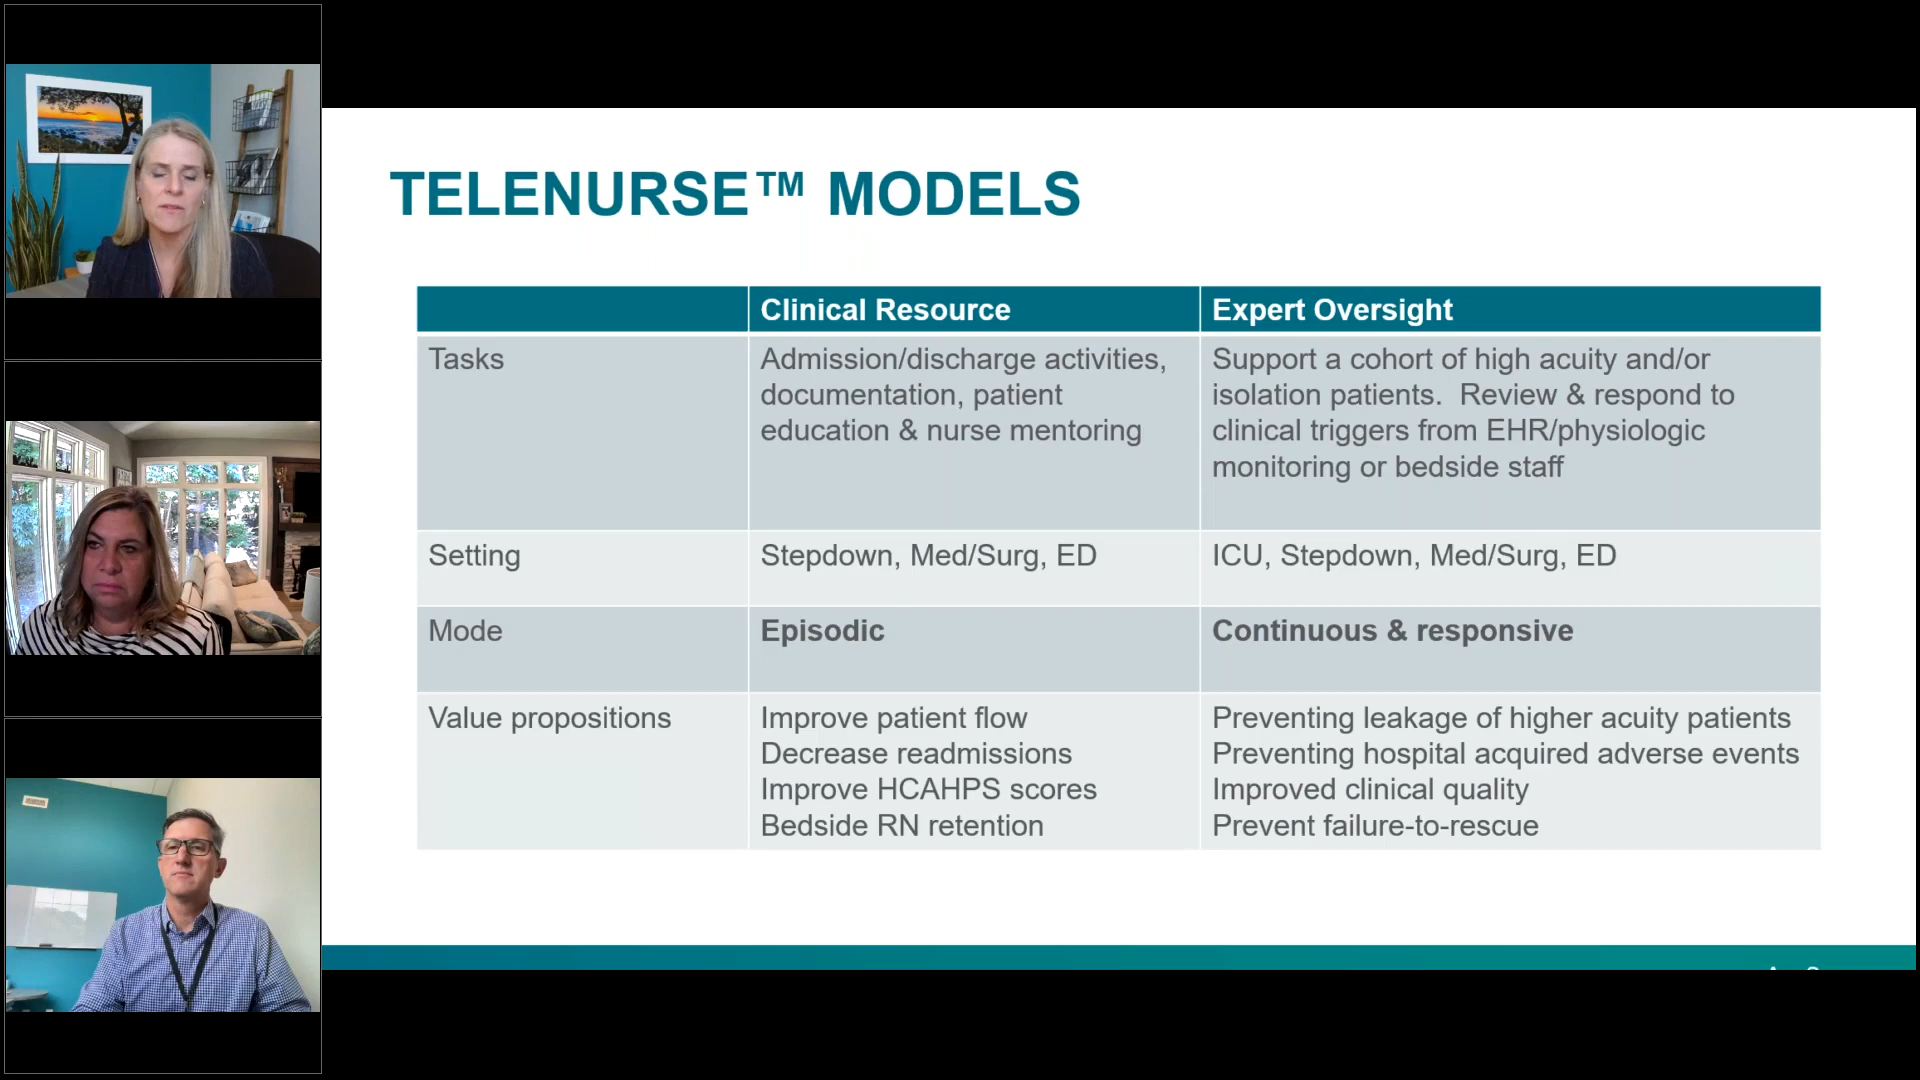 TELENURSE™ MODELS
Clinical Resource
Expert Oversight
Tasks
Admission/discharge activities,
documentation, patient
education & nurse mentoring
Support a cohort of high acuity and/or
isolation patients.  Review & respond to
clinical triggers from EHR/physiologic
monitoring or bedside staff
Setting
Stepdown, Med/Surg, ED
ICU, Stepdown, Med/Surg, ED
Mode
Episodic
Continuous & responsive
Value propositions
Improve patient flow
Decrease readmissions
Improve HCAHPS scores
Bedside RN retention
Preventing leakage of higher acuity patients
Preventing hospital acquired adverse events
Improved clinical quality
Prevent failure-to-rescue